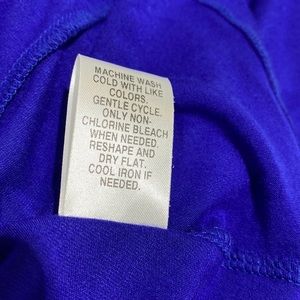 MACHINE WASH
COLD WITH LIKE
COLORS.
GENTLE CYCLE.
ONLY NON-
CHLORINE BLEACH
WHEN NEEDED.
RESHAPE AND
DRY FLAT.
COOL IRON IF
NEEDED.